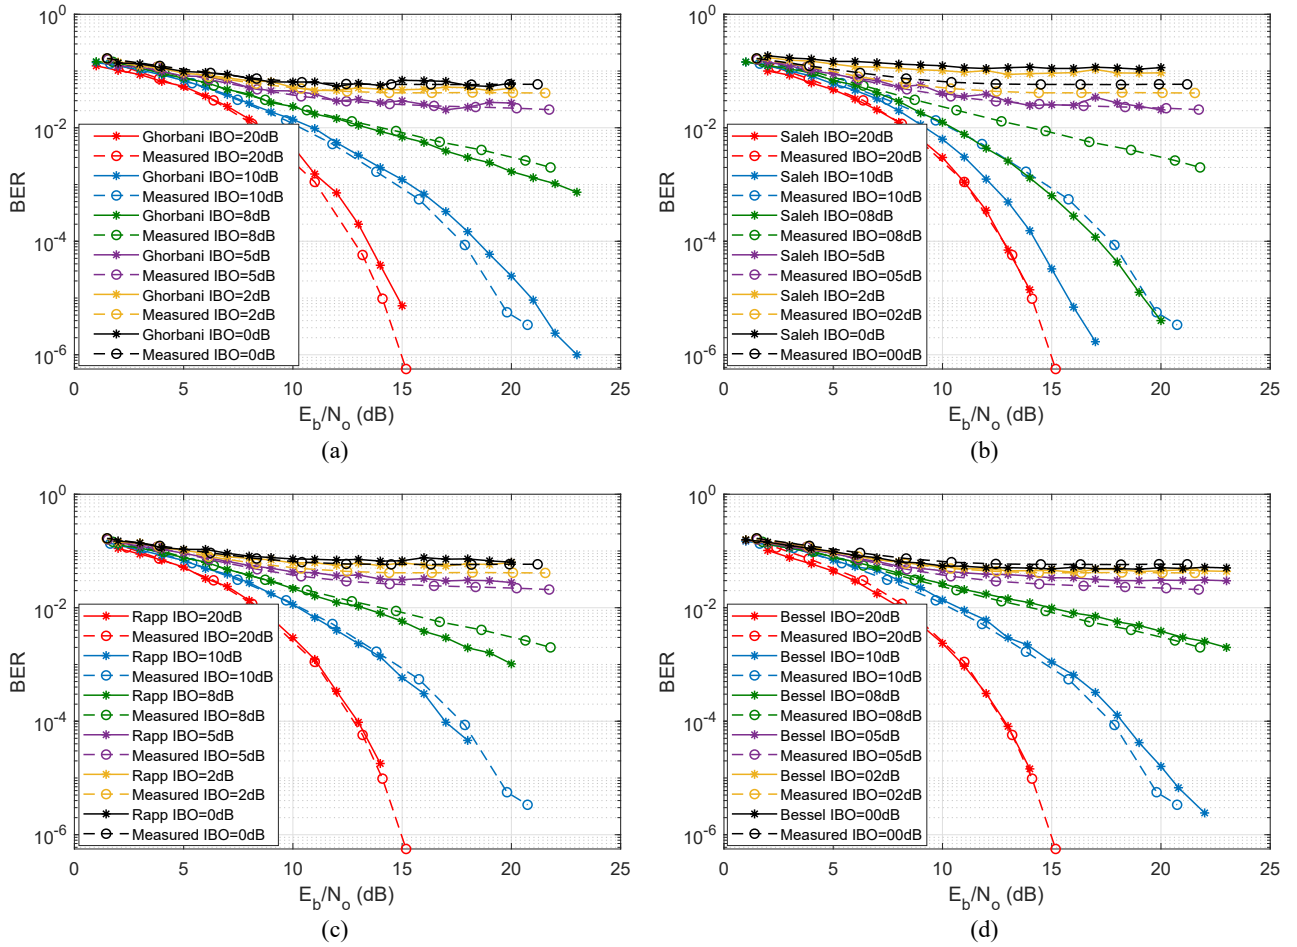 10^0
10^-2
10^-4
10^-6
BER
Ghorbani IBO=20dB
Measured IBO=20dB
Ghorbani IBO=10dB
Measured IBO=10dB
Ghorbani IBO=8dB
Measured IBO=8dB
Ghorbani IBO=5dB
Measured IBO=5dB
Ghorbani IBO=2dB
Measured IBO=2dB
Ghorbani IBO=0dB
Measured IBO=0dB
0 5 10 15 20 25
E_b/N_o (dB)
(a)
10^0
10^-2
10^-4
10^-6
BER
Saleh IBO=20dB
Measured IBO=20dB
Saleh IBO=10dB
Measured IBO=10dB
Saleh IBO=08dB
Measured IBO=08dB
Saleh IBO=5dB
Measured IBO=05dB
Saleh IBO=2dB
Measured IBO=02dB
Saleh IBO=0dB
Measured IBO=00dB
0 5 10 15 20 25
E_b/N_o (dB)
(b)
10^0
10^-2
10^-4
10^-6
BER
Rapp IBO=20dB
Measured IBO=20dB
Rapp IBO=10dB
Measured IBO=10dB
Rapp IBO=8dB
Measured IBO=8dB
Rapp IBO=5dB
Measured IBO=5dB
Rapp IBO=2dB
Measured IBO=2dB
Rapp IBO=0dB
Measured IBO=0dB
0 5 10 15 20 25
E_b/N_o (dB)
(c)
10^0
10^-2
10^-4
10^-6
BER
Bessel IBO=20dB
Measured IBO=20dB
Bessel IBO=10dB
Measured IBO=10dB
Bessel IBO=08dB
Measured IBO=08dB
Bessel IBO=05dB
Measured IBO=05dB
Bessel IBO=02dB
Measured IBO=02dB
Bessel IBO=00dB
Measured IBO=00dB
0 5 10 15 20 25
E_b/N_o (dB)
(d)